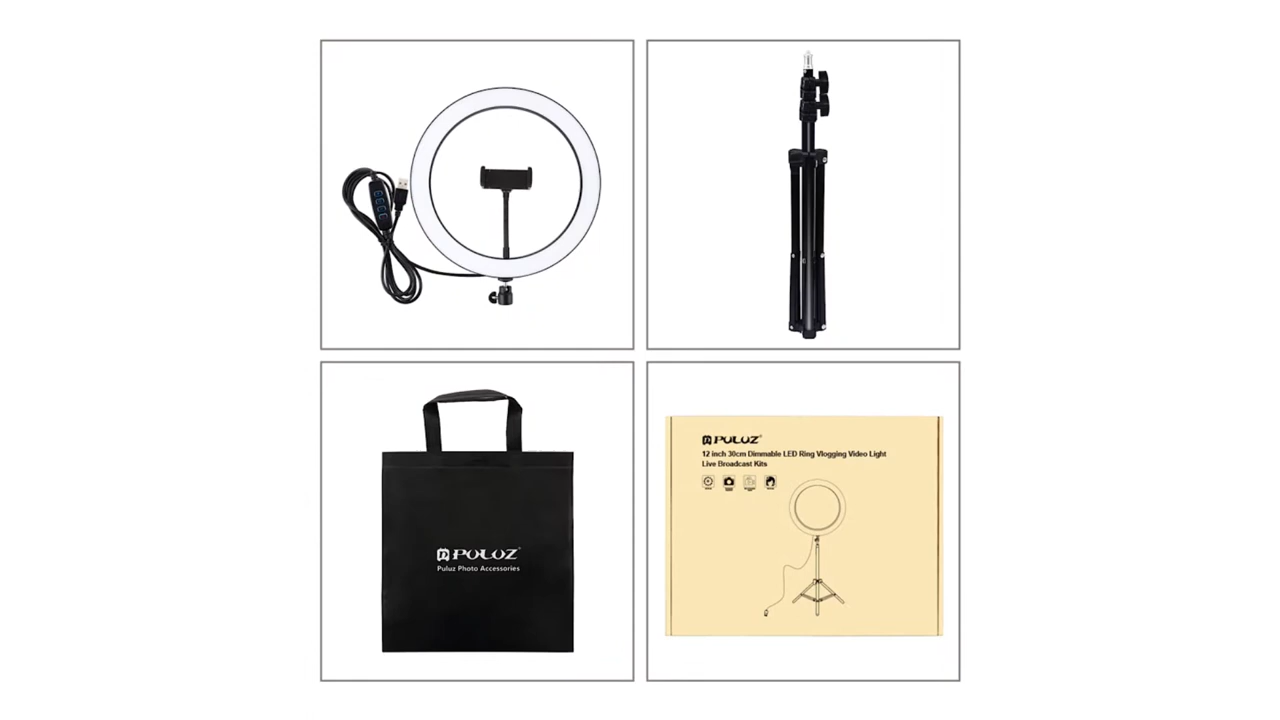 PULUZ
Puluz Photo Accessories
PULUZ
12 inch 30cm Dimmable LED Ring Vlogging Video Light
Live Broadcast Kits